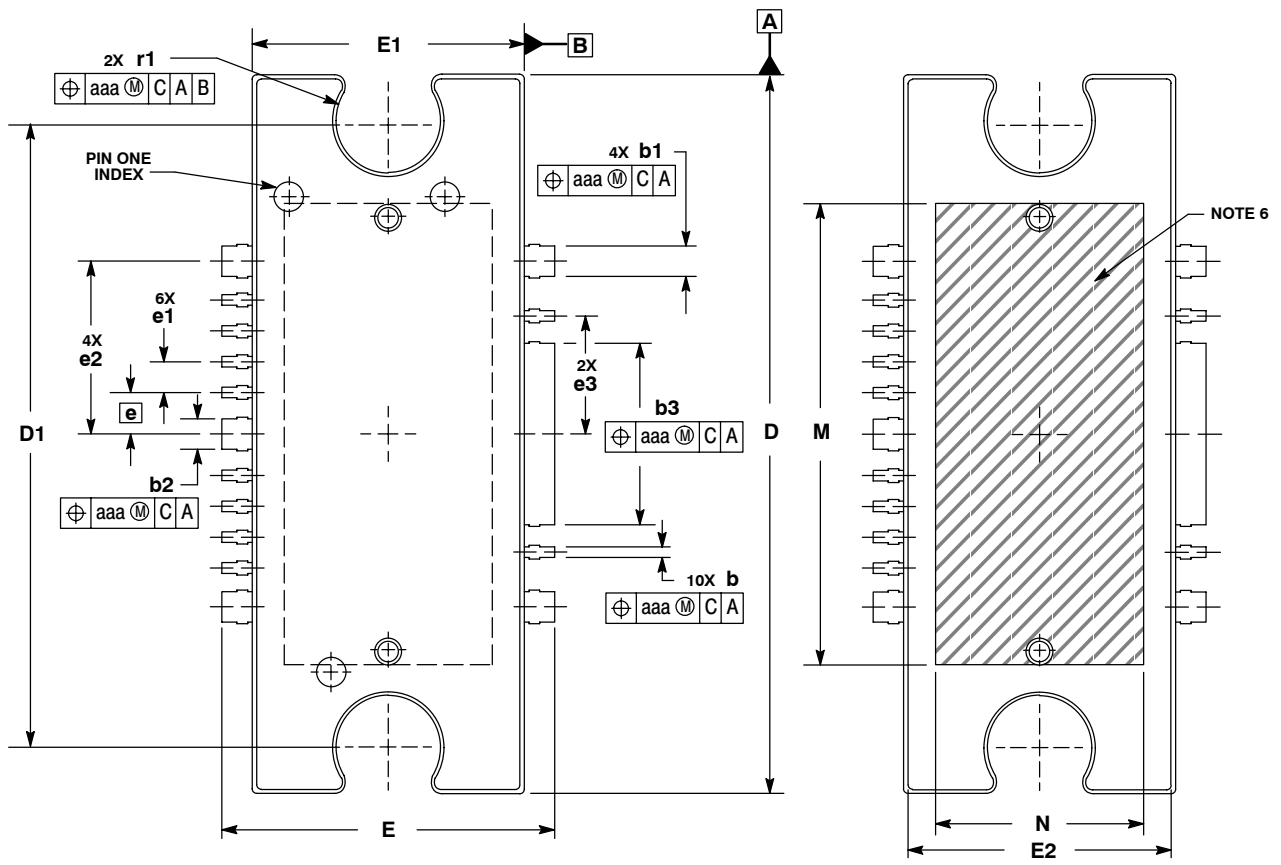 E1
B
A
2X r1
⌖ aaa Ⓜ C A B
PIN ONE
INDEX
4X b1
⌖ aaa Ⓜ C A
NOTE 6
6X
e1
4X
e2
2X
e3
e
D1
b3
⌖ aaa Ⓜ C A
D
M
b2
⌖ aaa Ⓜ C A
10X b
⌖ aaa Ⓜ C A
E
N
E2